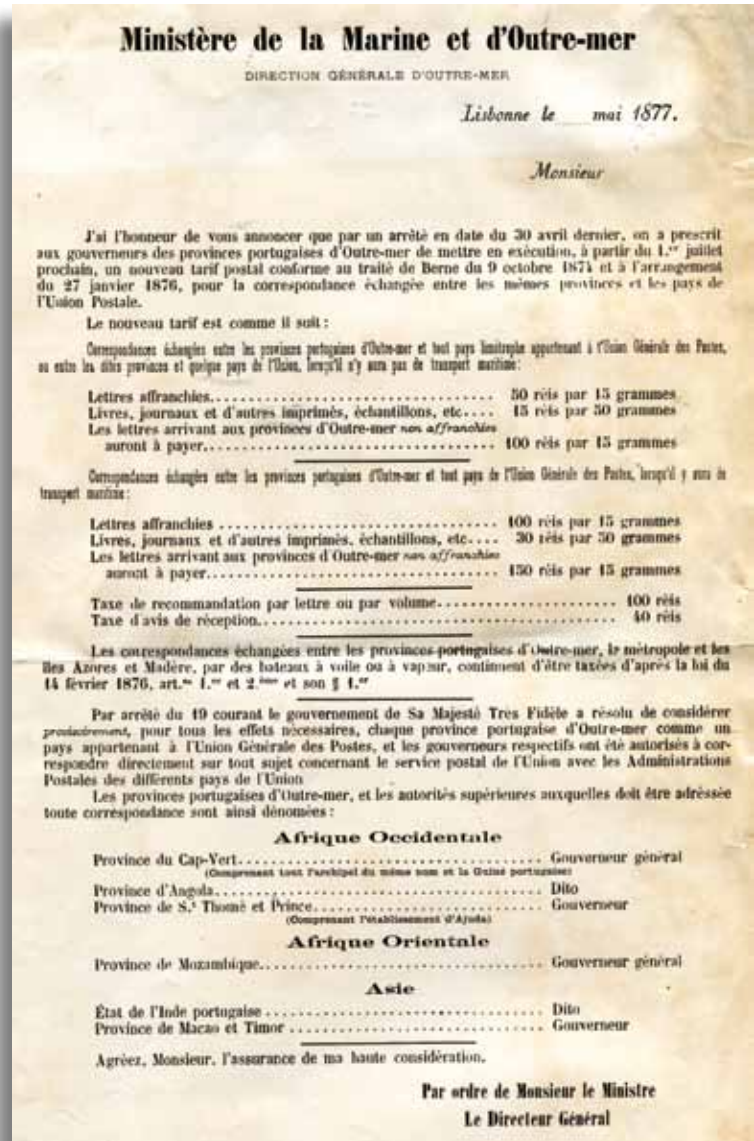 Ministère de la Marine et d'Outre-mer
DIRECTION GÉNÉRALE D'OUTRE-MER
Lisbonne le mai 1877.
Monsieur
J'ai l'honneur de vous annoncer que par un arrêté en date du 30 avril dernier, on a prescrit
aux gouverneurs des provinces portugaises d'Outre-mer de mettre en exécution, à partir du 1.er juillet
prochain, un nouveau tarif postal conforme au traité de Berne du 9 octobre 1874 et à l'arrangement
du 27 janvier 1876, pour la correspondance échangée entre les mêmes provinces et les pays de
l'Union Postale.
Le nouveau tarif est comme il suit:
Correspondances échangées entre les provinces portugaises d'Outre-mer et tout pays limitrophe appartenant à l'Union Générale des Postes,
ou entre les dites provinces et quelque pays de l'Union, lorsqu'il n'y aura pas de transport maritime:
Lettres affranchies.......... 50 réis par 15 grammes
Livres, journaux et d'autres imprimés, échantillons, etc.... 15 réis par 50 grammes
Les lettres arrivant aux provinces d'Outre-mer non affranchies
auront à payer.......... 100 réis par 15 grammes
Correspondances échangées entre les provinces portugaises d'Outre-mer et tout pays de l'Union Générale des Postes, lorsqu'il y aura de
transport maritime:
Lettres affranchies .......... 100 réis par 15 grammes
Livres, journaux et d'autres imprimés, échantillons, etc.... 30 réis par 50 grammes
Les lettres arrivant aux provinces d'Outre-mer non affranchies
auront à payer.......... 150 réis par 15 grammes
Taxe de recommandation par lettre ou par volume.......... 100 réis
Taxe d'avis de réception.......... 40 réis
Les correspondances échangées entre les provinces portugaises d'Outre-mer, la métropole et les
îles Azores et Madère, par des bateaux à voile ou à vapeur, continuent d'être taxées d'après la loi du
14 février 1876, art.es 1.er et 2.ème et son § 1.er
Par arrêté du 19 courant le gouvernement de Sa Majesté Très Fidèle a résolu de considérer
provisoirement, pour tous les effets nécessaires, chaque province portugaise d'Outre-mer comme un
pays appartenant à l'Union Générale des Postes, et les gouverneurs respectifs ont été autorisés à cor-
respondre directement sur tout sujet concernant le service postal de l'Union avec les Administrations
Postales des différents pays de l'Union
Les provinces portugaises d'Outre-mer, et les autorités supérieures auxquelles doit être adréssée
toute correspondance sont ainsi dénomées:
Afrique Occidentale
Province du Cap-Vert.......... Gouverneur général
(Comprenant tout l'archipel du même nom et la Guiné portugaise)
Province d'Angola.......... Dito
Province de S.t Thomé et Prince.......... Gouverneur
(Comprenant l'établissement d'Ajuda)
Afrique Orientale
Province de Mozambique.......... Gouverneur général
Asie
État de l'Inde portugaise .......... Dito
Province de Macao et Timor .......... Gouverneur
Agréez, Monsieur, l'assurance de ma haute considération.
Par ordre de Monsieur le Ministre
Le Directeur Général